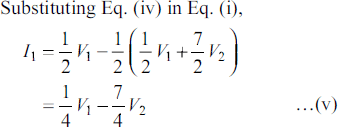 Substituting Eq. (iv) in Eq. (i),
I₁ = 1/2 V₁ − 1/2 (1/2 V₁ + 7/2 V₂)
= 1/4 V₁ − 7/4 V₂ ...(v)